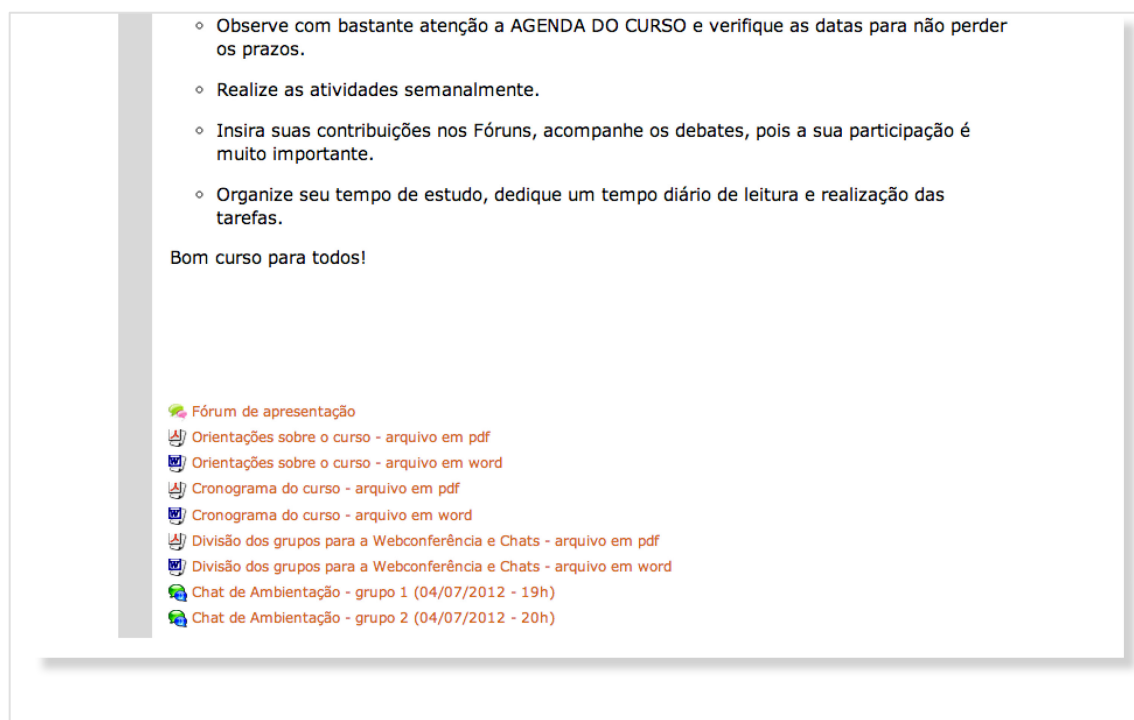 Observe com bastante atenção a AGENDA DO CURSO e verifique as datas para não perder
os prazos.
Realize as atividades semanalmente.
Insira suas contribuições nos Fóruns, acompanhe os debates, pois a sua participação é
muito importante.
Organize seu tempo de estudo, dedique um tempo diário de leitura e realização das
tarefas.
Bom curso para todos!
Fórum de apresentação
Orientações sobre o curso - arquivo em pdf
Orientações sobre o curso - arquivo em word
Cronograma do curso - arquivo em pdf
Cronograma do curso - arquivo em word
Divisão dos grupos para a Webconferência e Chats - arquivo em pdf
Divisão dos grupos para a Webconferência e Chats - arquivo em word
Chat de Ambientação - grupo 1 (04/07/2012 - 19h)
Chat de Ambientação - grupo 2 (04/07/2012 - 20h)